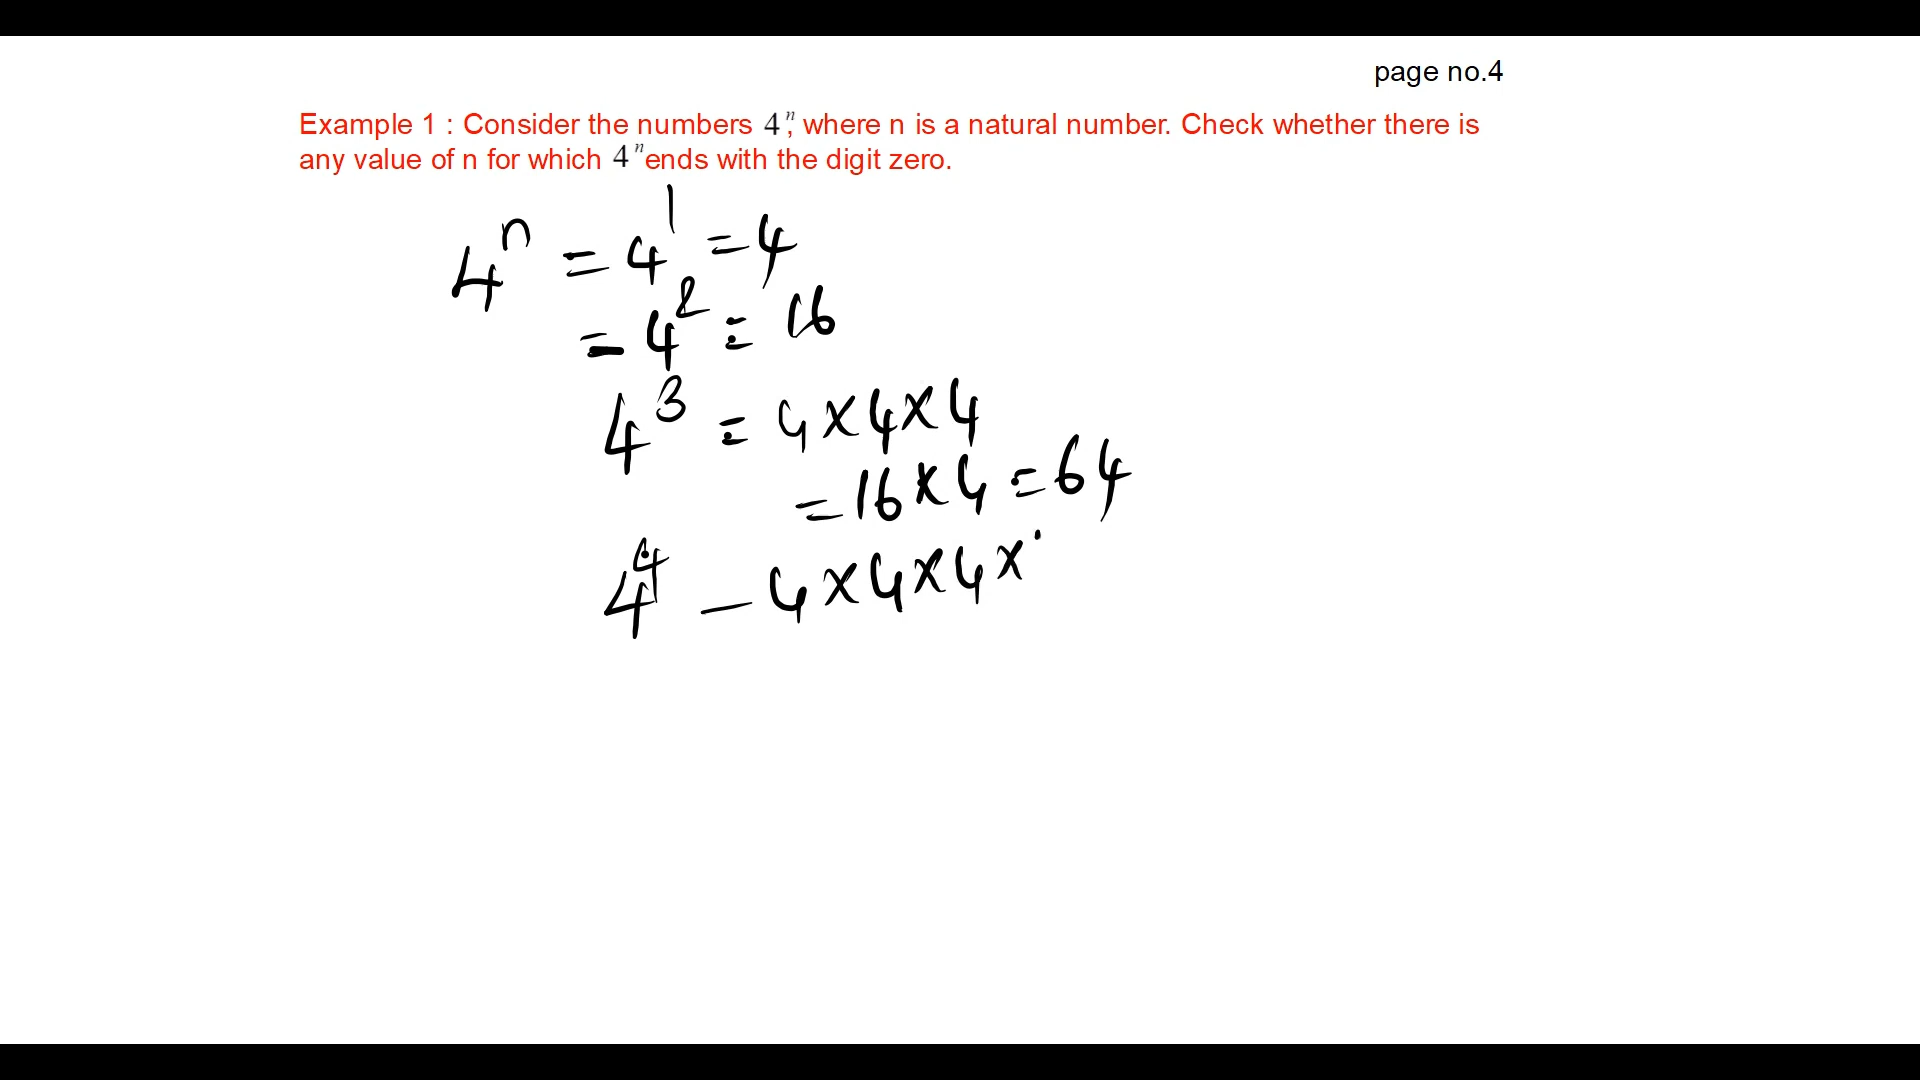 page no.4
Example 1 : Consider the numbers 4ⁿ, where n is a natural number. Check whether there is
any value of n for which 4ⁿ ends with the digit zero.
4ⁿ = 4¹ = 4
= 4² = 16
4³ = 4×4×4
= 16×4 = 64
4⁴ – 4×4×4×